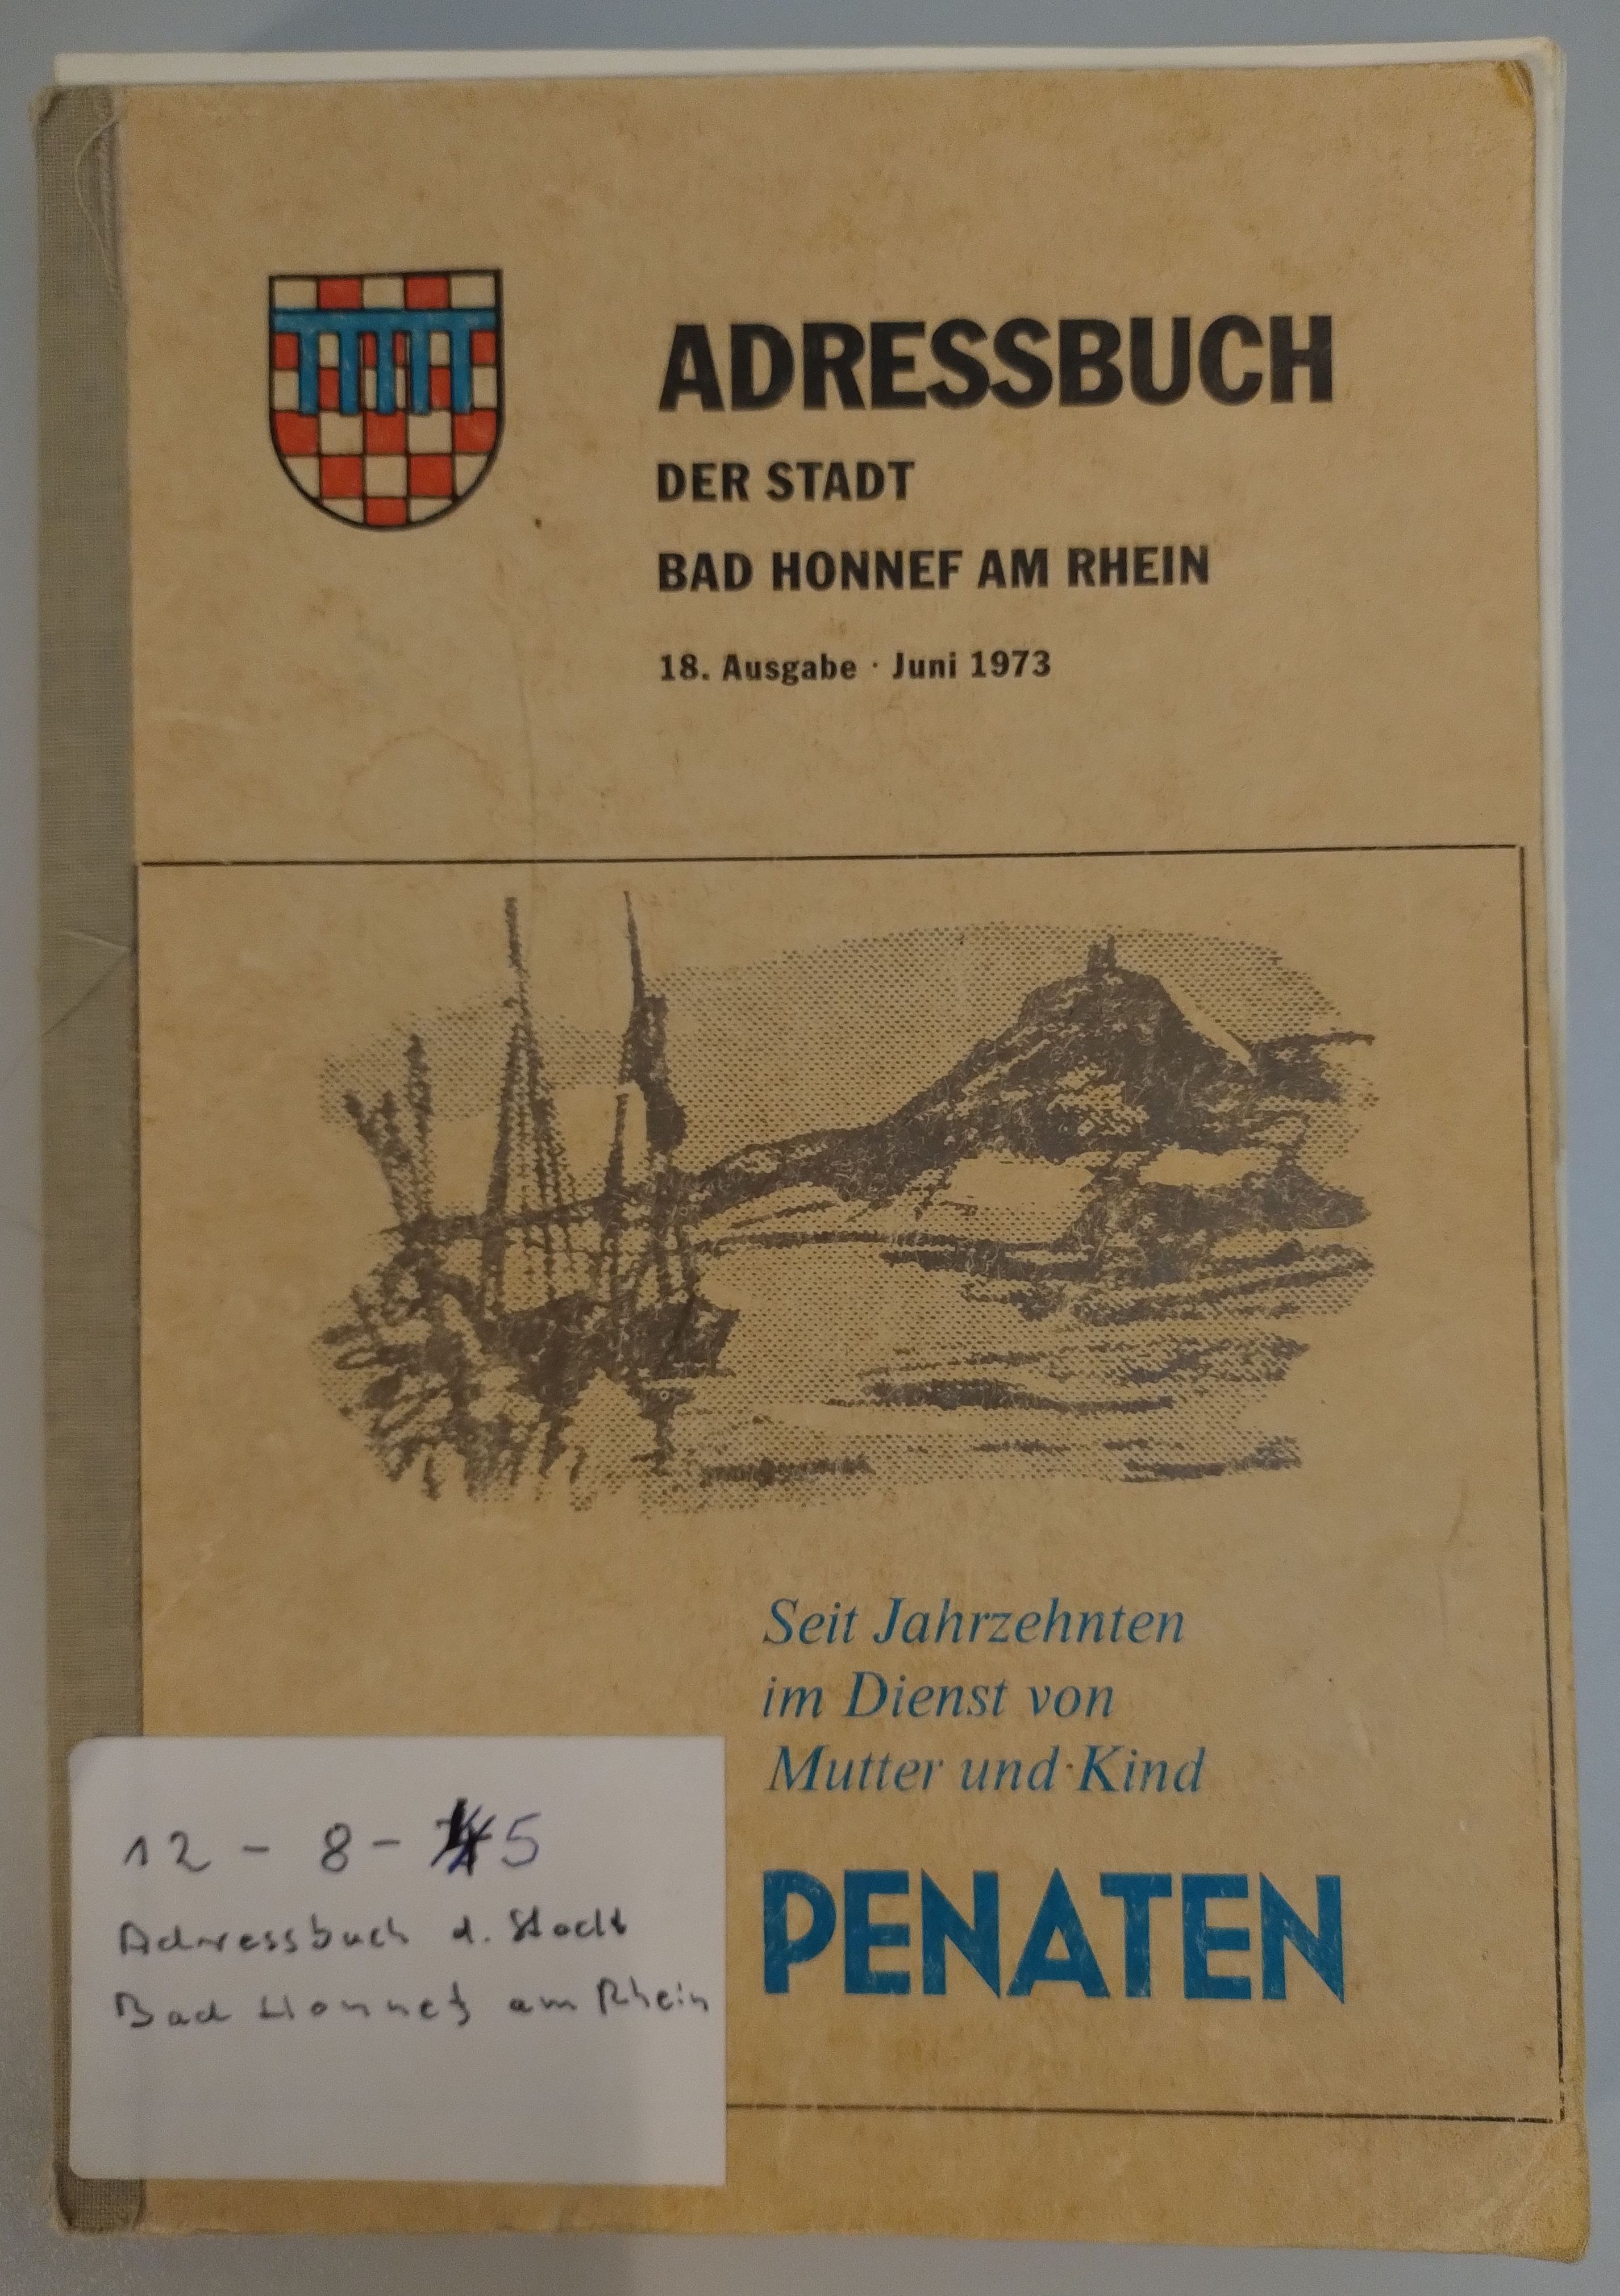 ADRESSBUCH
DER STADT
BAD HONNEF AM RHEIN
18. Ausgabe · Juni 1973
Seit Jahrzehnten
im Dienst von
Mutter und Kind
PENATEN
12 - 8 - 5
Adressbuch d. Stadt
Bad Honnef am Rhein